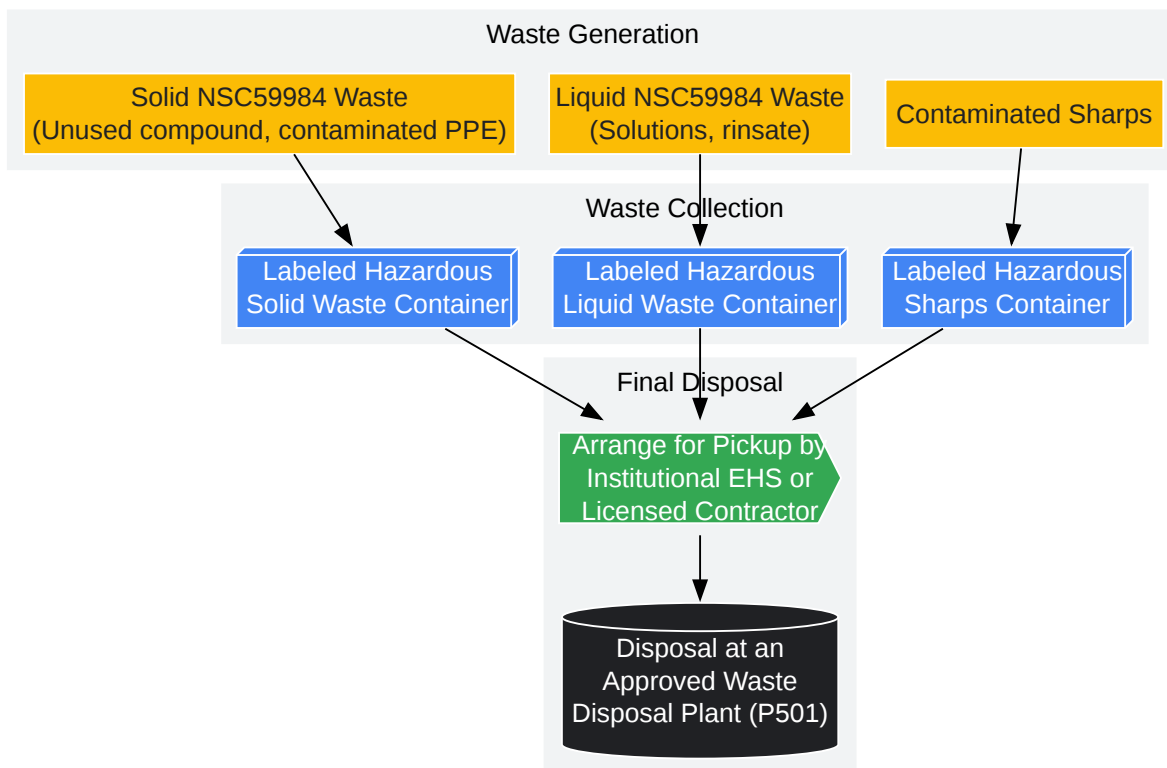 Waste Generation
Solid NSC59984 Waste
(Unused compound, contaminated PPE)
Liquid NSC59984 Waste
(Solutions, rinsate)
Contaminated Sharps
Waste Collection
Labeled Hazardous
Solid Waste Container
Labeled Hazardous
Liquid Waste Container
Labeled Hazardous
Sharps Container
Final Disposal
Arrange for Pickup by
Institutional EHS or
Licensed Contractor
Disposal at an
Approved Waste
Disposal Plant (P501)